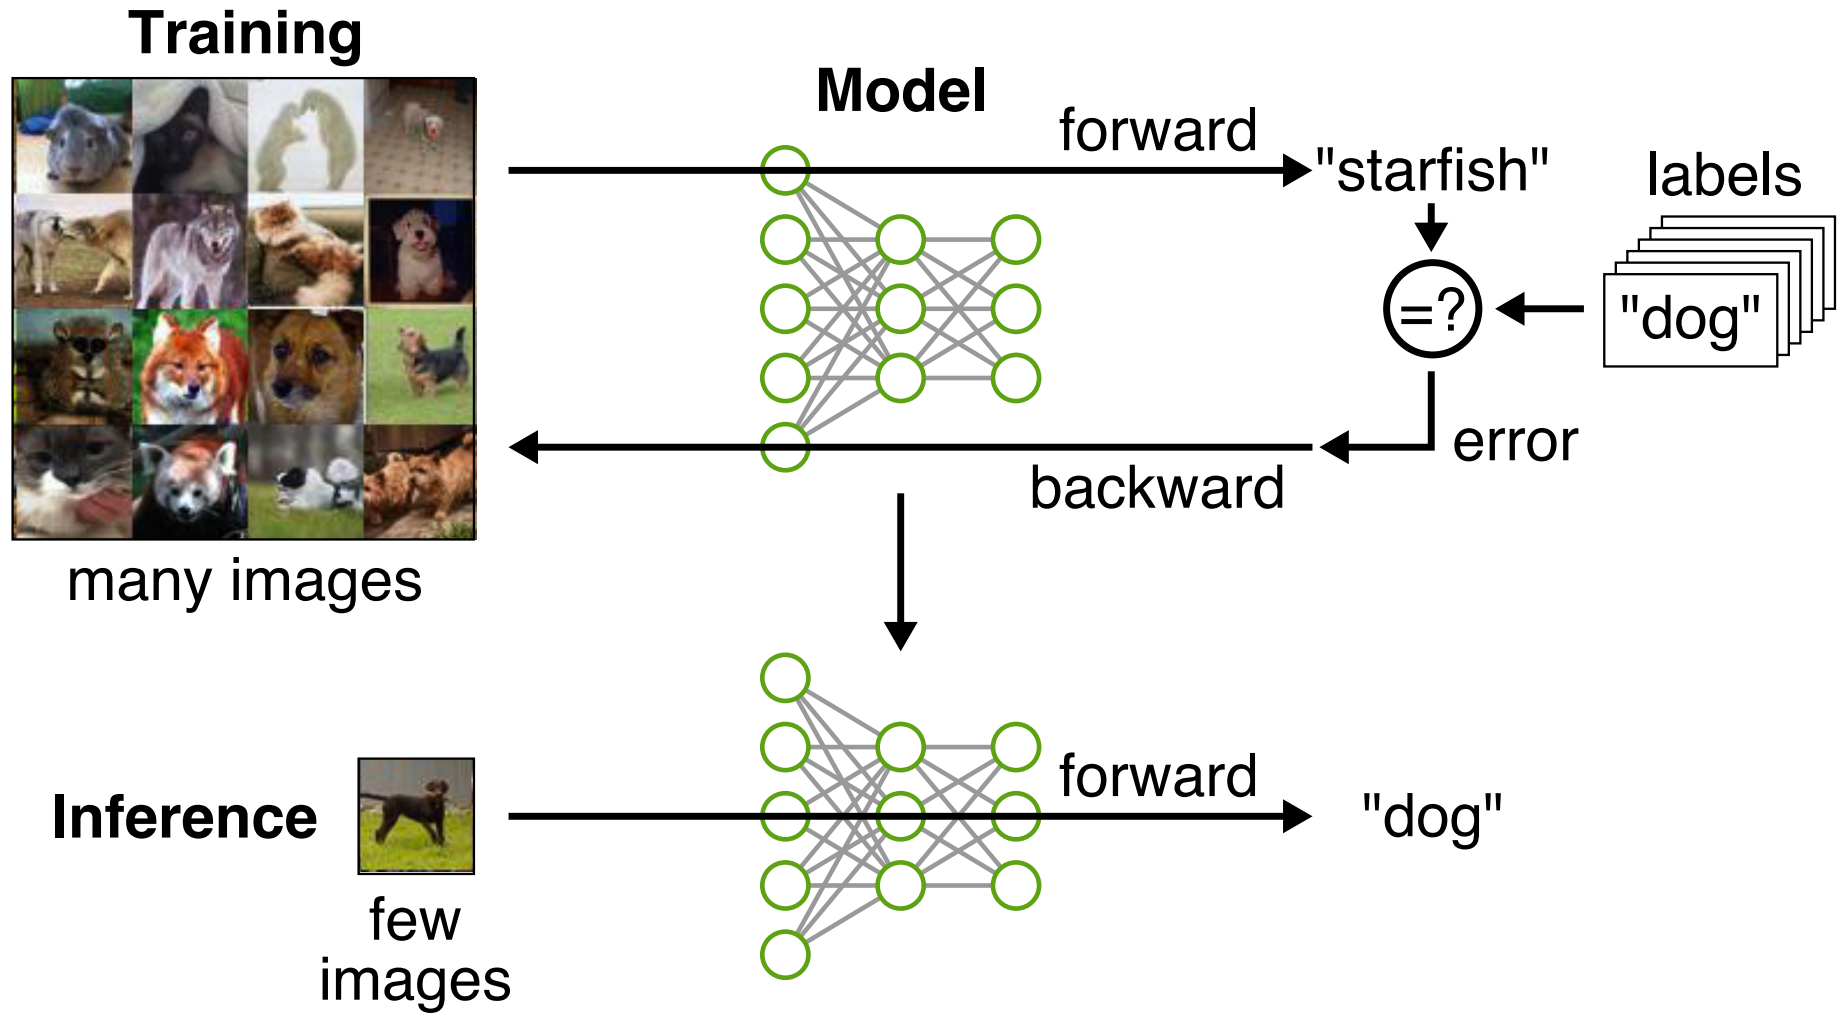 Training
Model
forward
"starfish"
labels
=?
"dog"
error
backward
many images
Inference
forward
"dog"
few
images